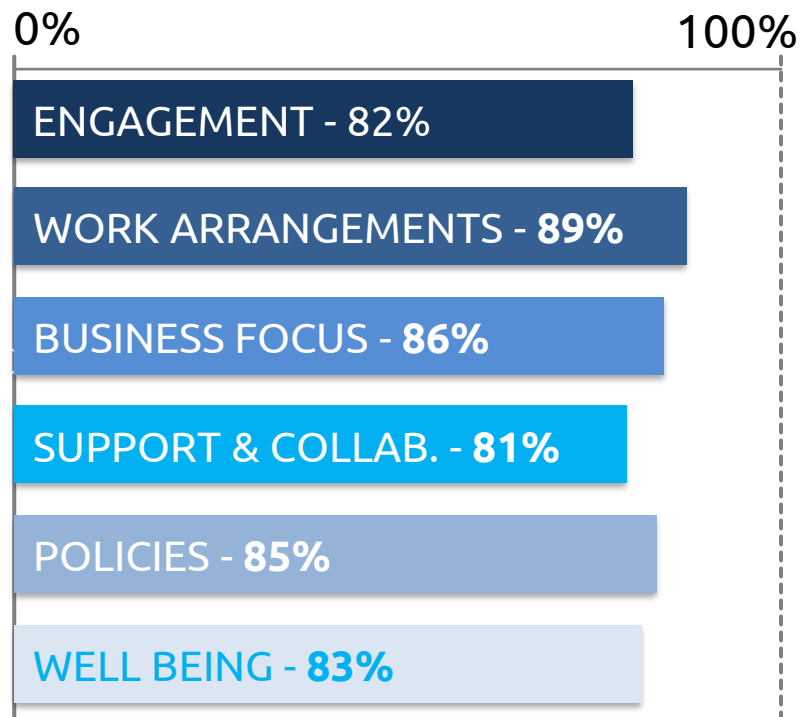 0% 100%
ENGAGEMENT - 82%
WORK ARRANGEMENTS - 89%
BUSINESS FOCUS - 86%
SUPPORT & COLLAB. - 81%
POLICIES - 85%
WELL BEING - 83%